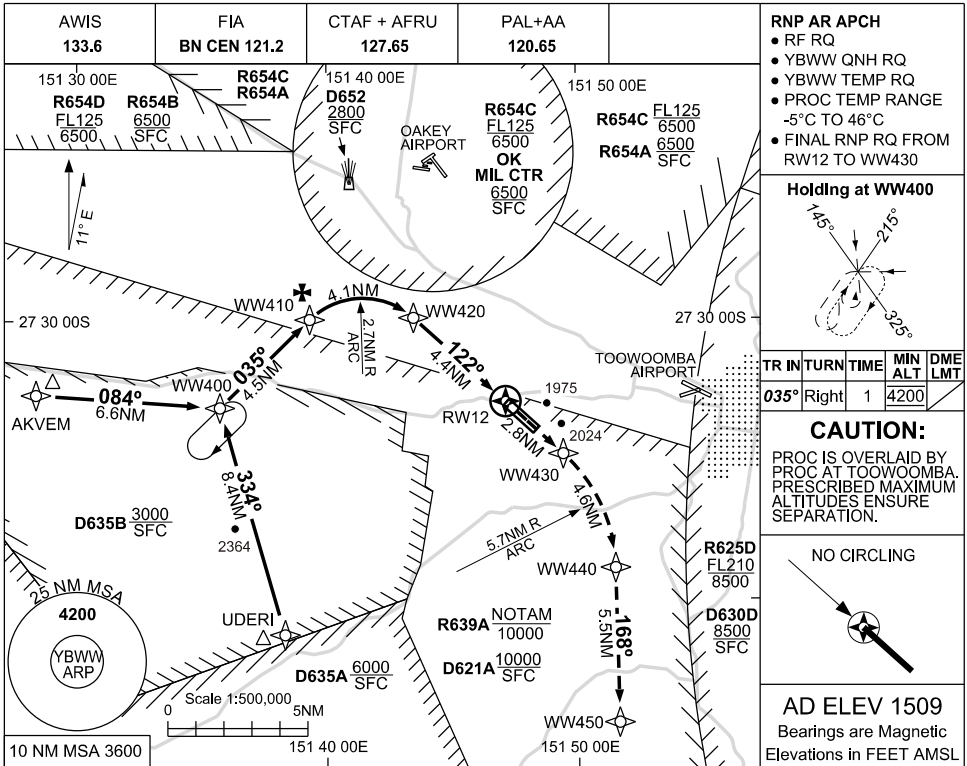 AWIS
133.6
FIA
BN CEN 121.2
CTAF + AFRU
127.65
PAL+AA
120.65
151 30 00E
R654D
FL125
6500
R654B
6500
SFC
R654C
R654A
151 40 00E
D652
2800
SFC
OAKEY
AIRPORT
R654C
FL125
6500
OK
MIL CTR
6500
SFC
151 50 00E
R654C FL125
6500
R654A 6500
SFC
11° E
WW410
4.1NM
WW420
2.7NM R
ARC
27 30 00S
27 30 00S
122°
4.4NM
TOOWOOMBA
AIRPORT
035°
4.5NM
WW400
084°
6.6NM
AKVEM
1975
RW12
2024
2.8NM
WW430
334°
8.4NM
D635B 3000
SFC
2364
4.6NM
5.7NM R
ARC
WW440
R625D
FL210
8500
25 NM MSA
4200
YBWW
ARP
UDERI
R639A NOTAM
10000
168°
5.5NM
D630D
8500
SFC
D635A 6000
SFC
D621A 10000
SFC
Scale 1:500,000
0 5NM
WW450
10 NM MSA 3600
151 40 00E
151 50 00E
RNP AR APCH
• RF RQ
• YBWW QNH RQ
• YBWW TEMP RQ
• PROC TEMP RANGE
-5°C TO 46°C
• FINAL RNP RQ FROM
RW12 TO WW430
Holding at WW400
145°
215°
325°
TR IN TURN TIME MIN ALT DME LMT
035° Right 1 4200
CAUTION:
PROC IS OVERLAID BY
PROC AT TOOWOOMBA.
PRESCRIBED MAXIMUM
ALTITUDES ENSURE
SEPARATION.
NO CIRCLING
AD ELEV 1509
Bearings are Magnetic
Elevations in FEET AMSL